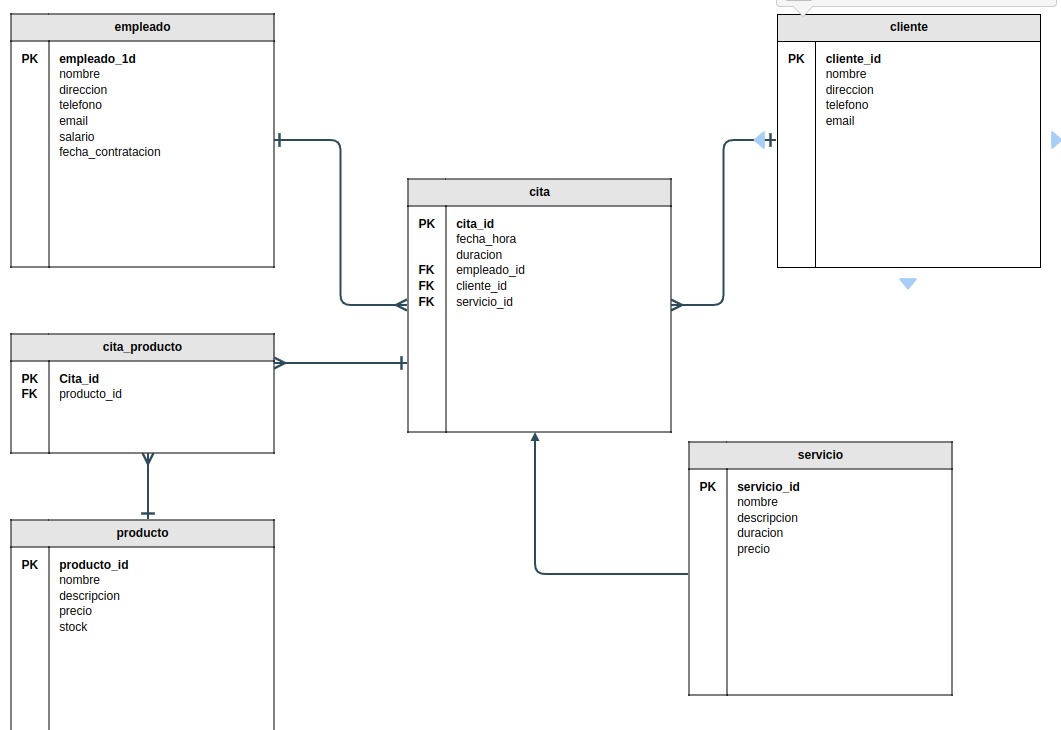 empleado
PK empleado_1d
nombre
direccion
telefono
email
salario
fecha_contratacion
cliente
PK cliente_id
nombre
direccion
telefono
email
cita
PK cita_id
fecha_hora
duracion
FK empleado_id
FK cliente_id
FK servicio_id
cita_producto
PK Cita_id
FK producto_id
servicio
PK servicio_id
nombre
descripcion
duracion
precio
producto
PK producto_id
nombre
descripcion
precio
stock